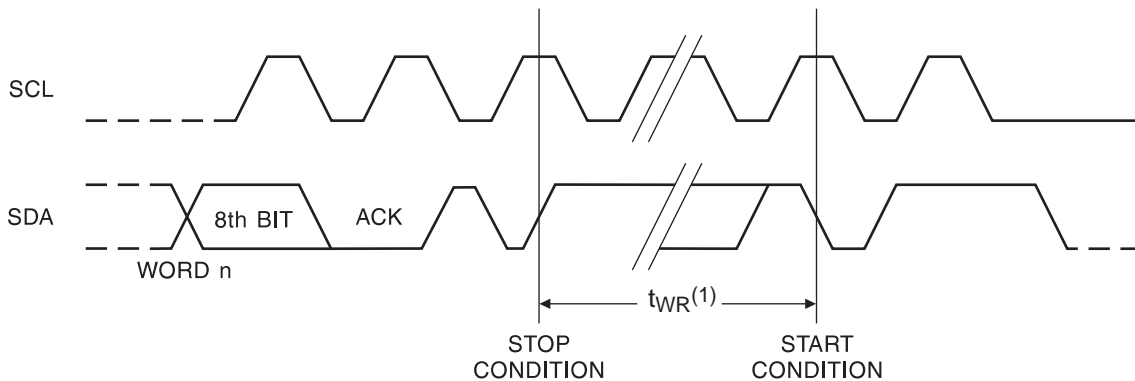 SCL
SDA
8th BIT
ACK
WORD n
tWR(1)
STOP
CONDITION
START
CONDITION